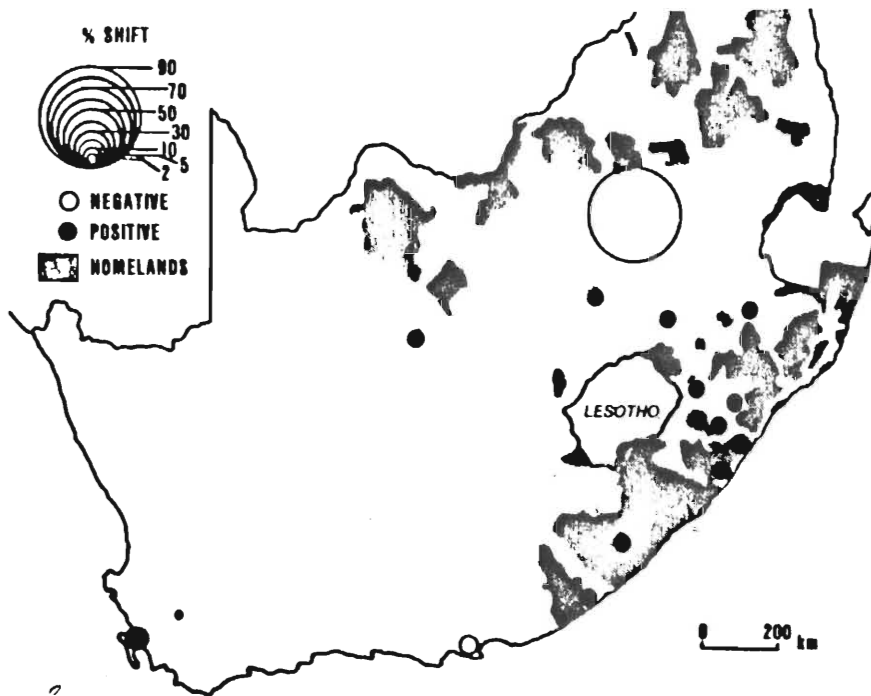 % SHIFT
90
70
50
30
10
5
2
NEGATIVE
POSITIVE
HOMELANDS
LESOTHO
0 200 km